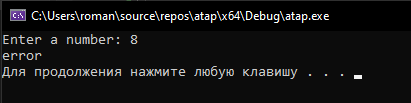 C:\Users\roman\source\repos\atap\x64\Debug\atap.exe
Enter a number: 8
error
Для продолжения нажмите любую клавишу . . .